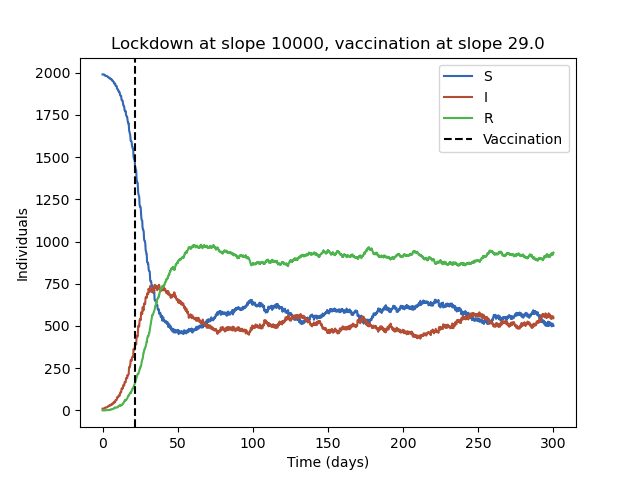 Lockdown at slope 10000, vaccination at slope 29.0
S
I
R
Vaccination
2000
1750
1500
1250
1000
750
500
250
0
Individuals
0 50 100 150 200 250 300
Time (days)